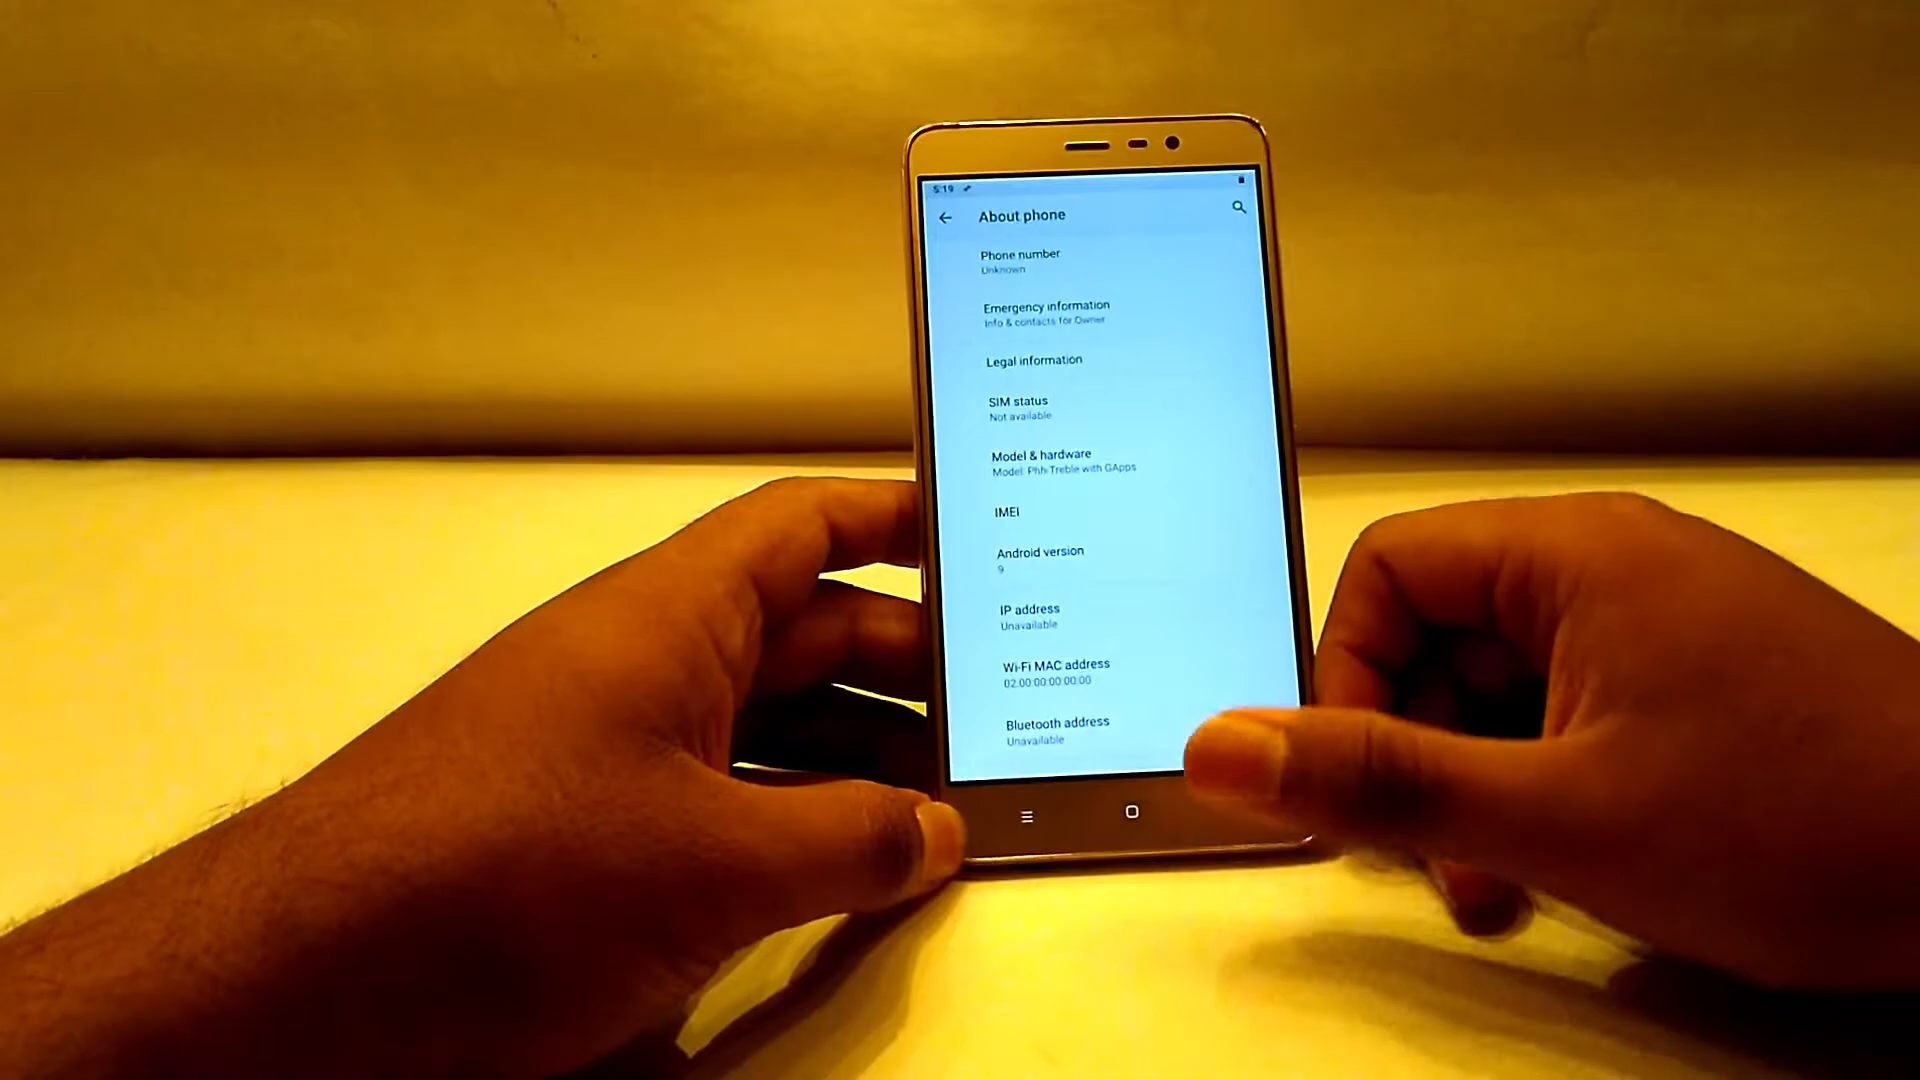 5:19
About phone
Phone number
Unknown
Emergency information
Info & contacts for Owner
Legal information
SIM status
Not available
Model & hardware
Model: Phh-Treble with GApps
IMEI
Android version
9
IP address
Unavailable
Wi-Fi MAC address
02:00:00:00:00:00
Bluetooth address
Unavailable